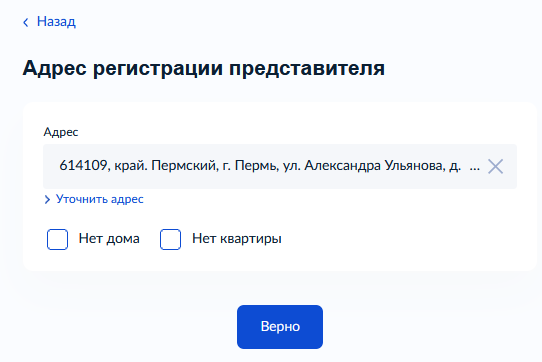 Назад
Адрес регистрации представителя
Адрес
614109, край. Пермский, г. Пермь, ул. Александра Ульянова, д. ...
Уточнить адрес
Нет дома Нет квартиры
Верно